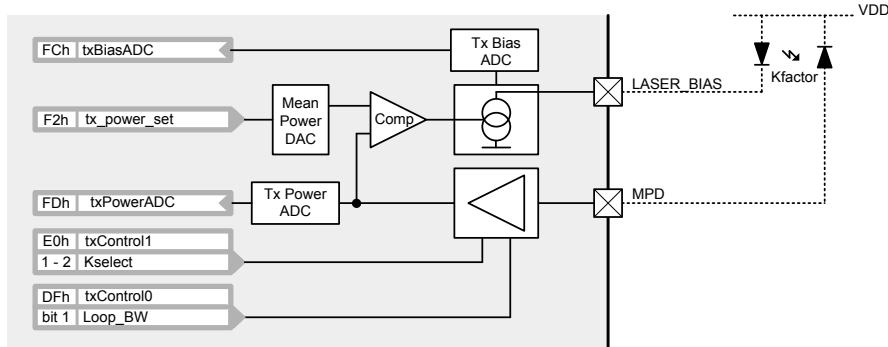 VDD
FCh txBiasADC
Tx Bias
ADC
Kfactor
LASER_BIAS
F2h tx_power_set
Mean
Power
DAC
Comp
FDh txPowerADC
Tx Power
ADC
MPD
E0h txControl1
1 - 2 Kselect
DFh txControl0
bit 1 Loop_BW